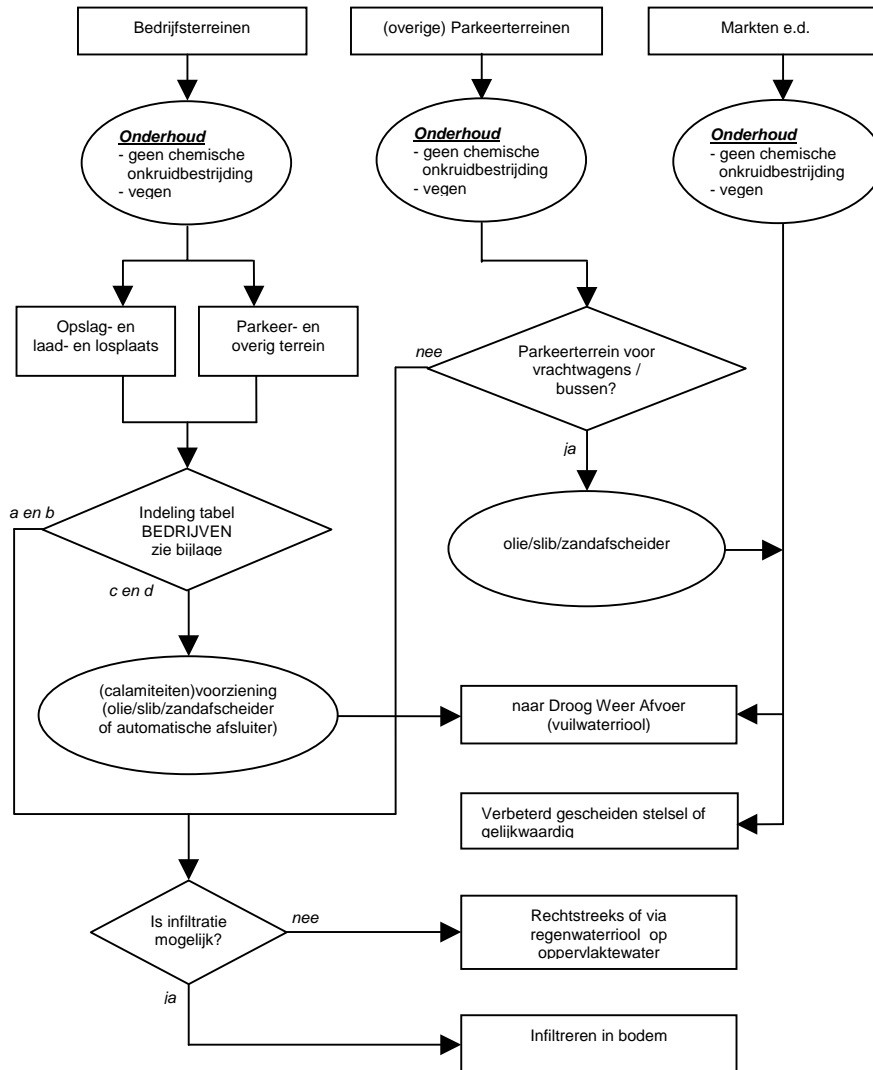 Bedrijfsterreinen
(overige) Parkeerterreinen
Markten e.d.
Onderhoud
- geen chemische
onkruidbestrijding
- vegen
Onderhoud
- geen chemische
onkruidbestrijding
- vegen
Onderhoud
- geen chemische
onkruidbestrijding
- vegen
Opslag- en
laad- en losplaats
Parkeer- en
overig terrein
nee
Parkeerterrein voor
vrachtwagens /
bussen?
ja
a en b
Indeling tabel
BEDRIJVEN
zie bijlage
c en d
olie/slib/zandafscheider
(calamiteiten)voorziening
(olie/slib/zandafscheider
of automatische afsluiter)
naar Droog Weer Afvoer
(vuilwaterriool)
Verbeterd gescheiden stelsel of
gelijkwaardig
Is infiltratie
mogelijk?
nee
Rechtstreeks of via
regenwaterriool op
oppervlaktewater
ja
Infiltreren in bodem